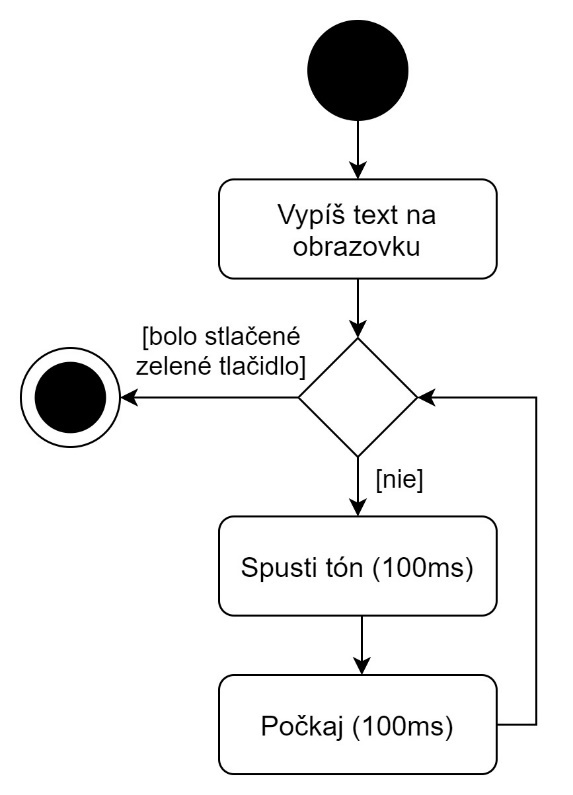 Vypíš text na
obrazovku
[bolo stlačené
zelené tlačidlo]
[nie]
Spusti tón (100ms)
Počkaj (100ms)